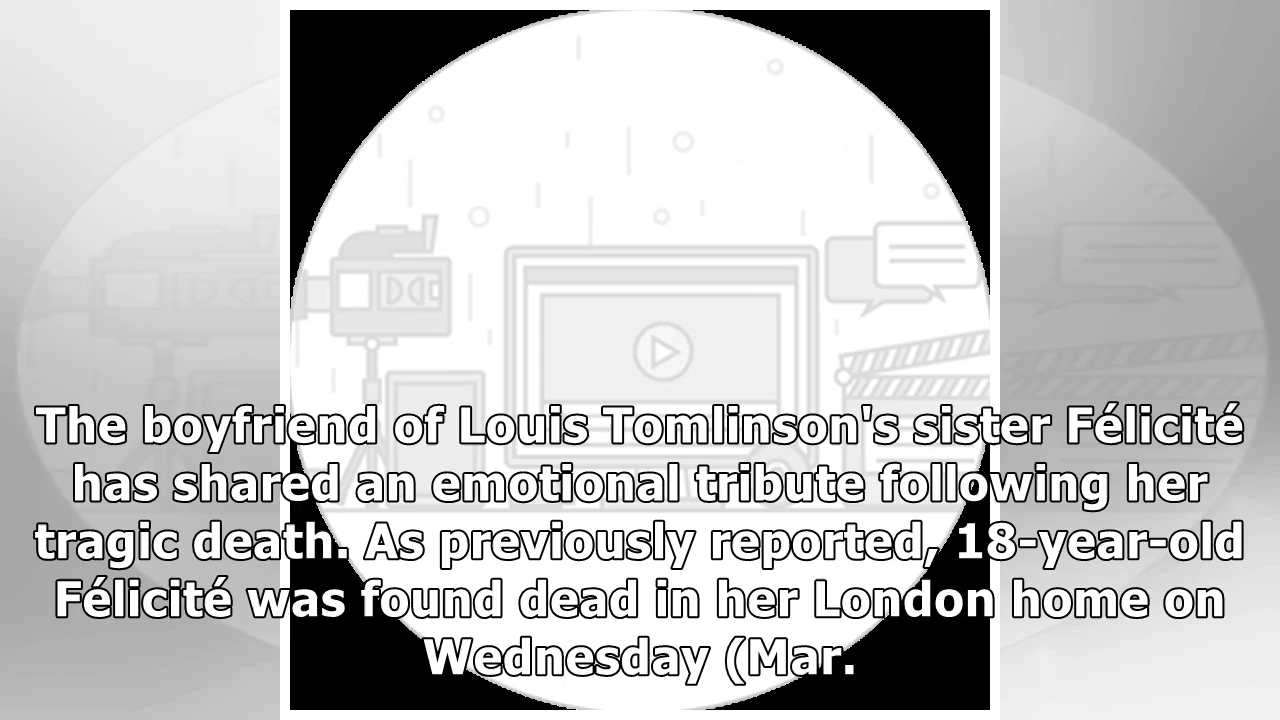 The boyfriend of Louis Tomlinson's sister Félicité
has shared an emotional tribute following her
tragic death. As previously reported, 18-year-old
Félicité was found dead in her London home on
Wednesday (Mar.